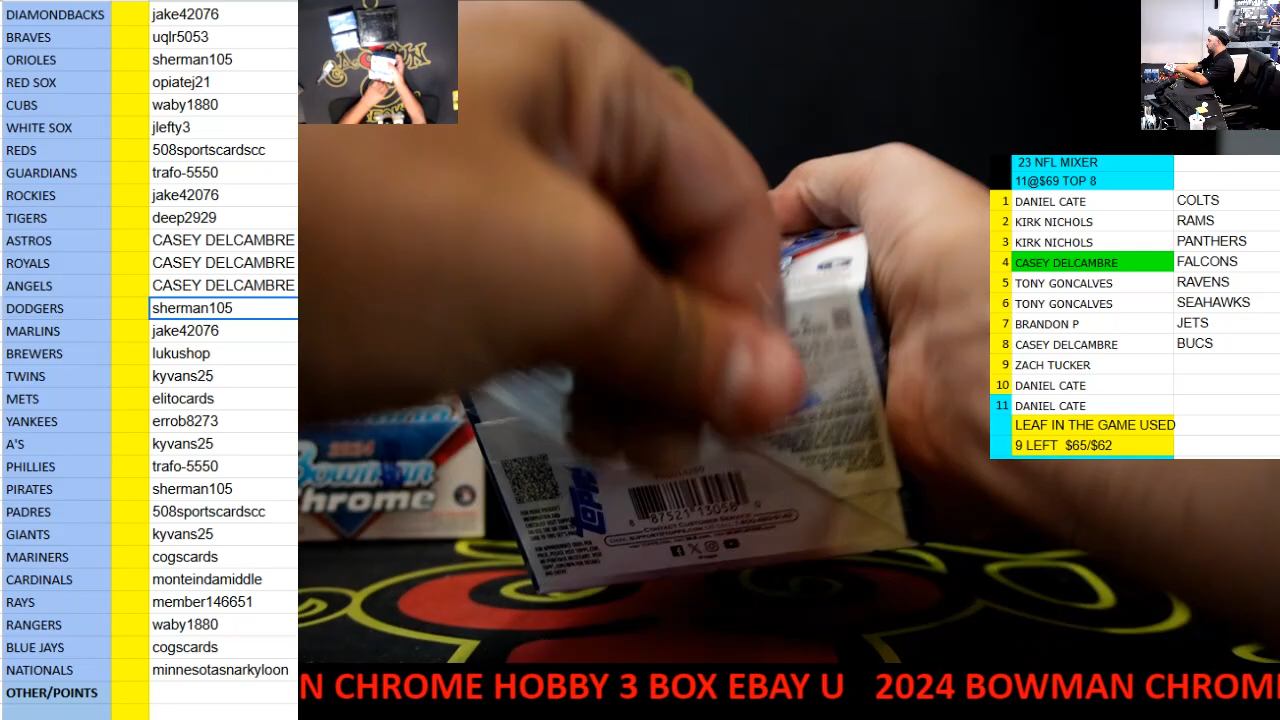 DIAMONDBACKS jake42076
BRAVES uqlr5053
ORIOLES sherman105
RED SOX opiatej21
CUBS waby1880
WHITE SOX jlefty3
REDS 508sportscardscc
GUARDIANS trafo-5550
ROCKIES jake42076
TIGERS deep2929
ASTROS CASEY DELCAMBRE
ROYALS CASEY DELCAMBRE
ANGELS CASEY DELCAMBRE
DODGERS sherman105
MARLINS jake42076
BREWERS lukushop
TWINS kyvans25
METS elitocards
YANKEES errob8273
A'S kyvans25
PHILLIES trafo-5550
PIRATES sherman105
PADRES 508sportscardscc
GIANTS kyvans25
MARINERS cogscards
CARDINALS monteindamiddle
RAYS member146651
RANGERS waby1880
BLUE JAYS cogscards
NATIONALS minnesotasnarkyloon
OTHER/POINTS
23 NFL MIXER
11@$69 TOP 8
1 DANIEL CATE COLTS
2 KIRK NICHOLS RAMS
3 KIRK NICHOLS PANTHERS
4 CASEY DELCAMBRE FALCONS
5 TONY GONCALVES RAVENS
6 TONY GONCALVES SEAHAWKS
7 BRANDON P JETS
8 CASEY DELCAMBRE BUCS
9 ZACH TUCKER
10 DANIEL CATE
11 DANIEL CATE
LEAF IN THE GAME USED
9 LEFT $65/$62
2024
Bowman
Chrome
TOPPS
CONTACT CUSTOMER SERVICE
N CHROME HOBBY 3 BOX EBAY U 2024 BOWMAN CHROME